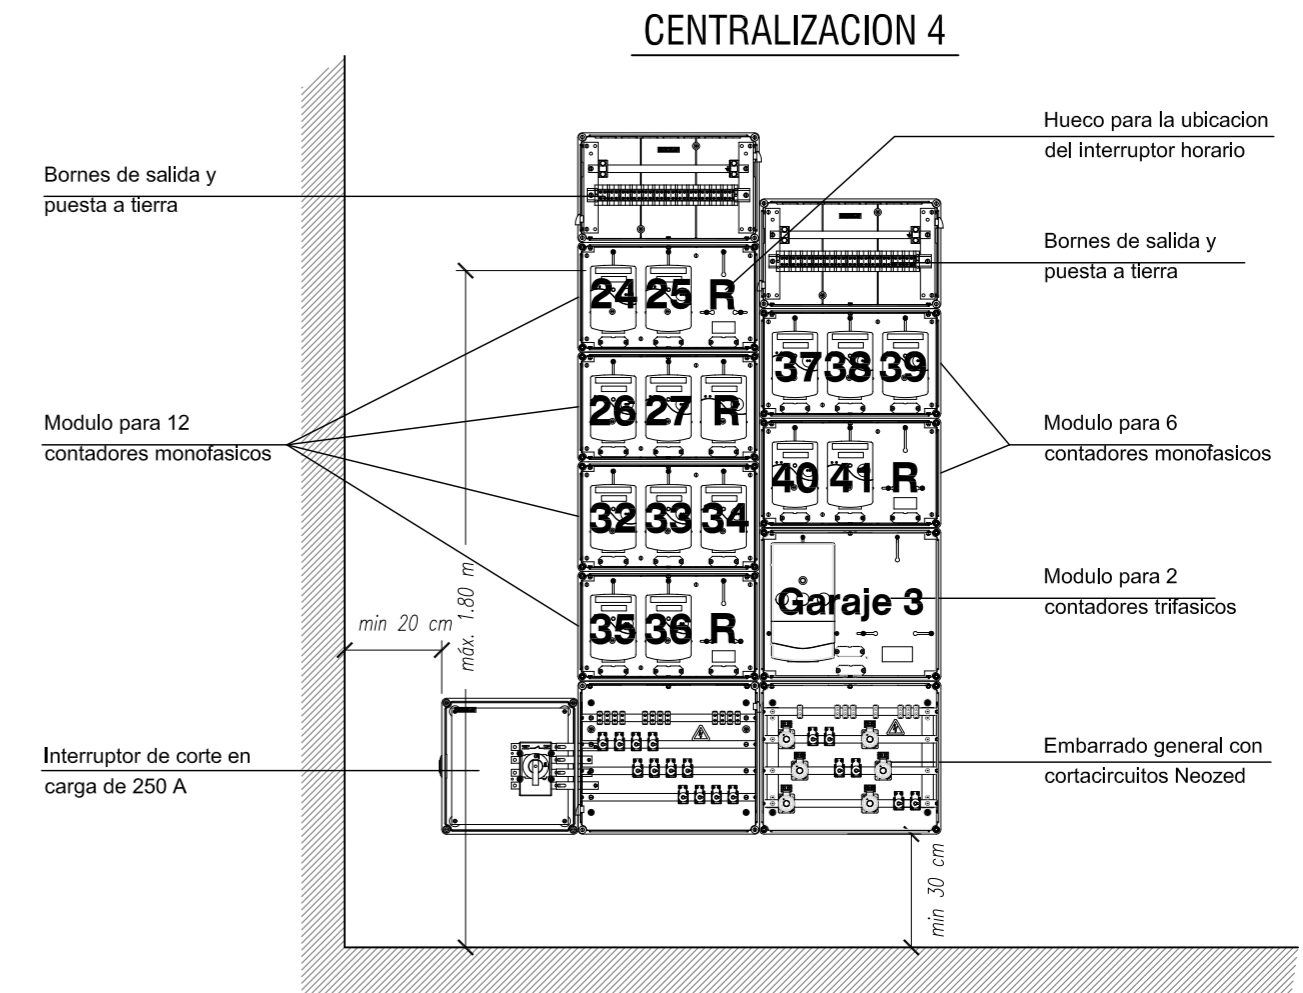 CENTRALIZACION 4
Hueco para la ubicacion
del interruptor horario
Bornes de salida y
puesta a tierra
Bornes de salida y
puesta a tierra
24 25 R
37 38 39
26 27 R
Modulo para 12
contadores monofasicos
Modulo para 6
contadores monofasicos
40 41 R
32 33 34
Modulo para 2
contadores trifasicos
Garaje 3
35 36 R
min 20 cm
máx. 1.80 m
Interruptor de corte en
carga de 250 A
Embarrado general con
cortacircuitos Neozed
min 30 cm